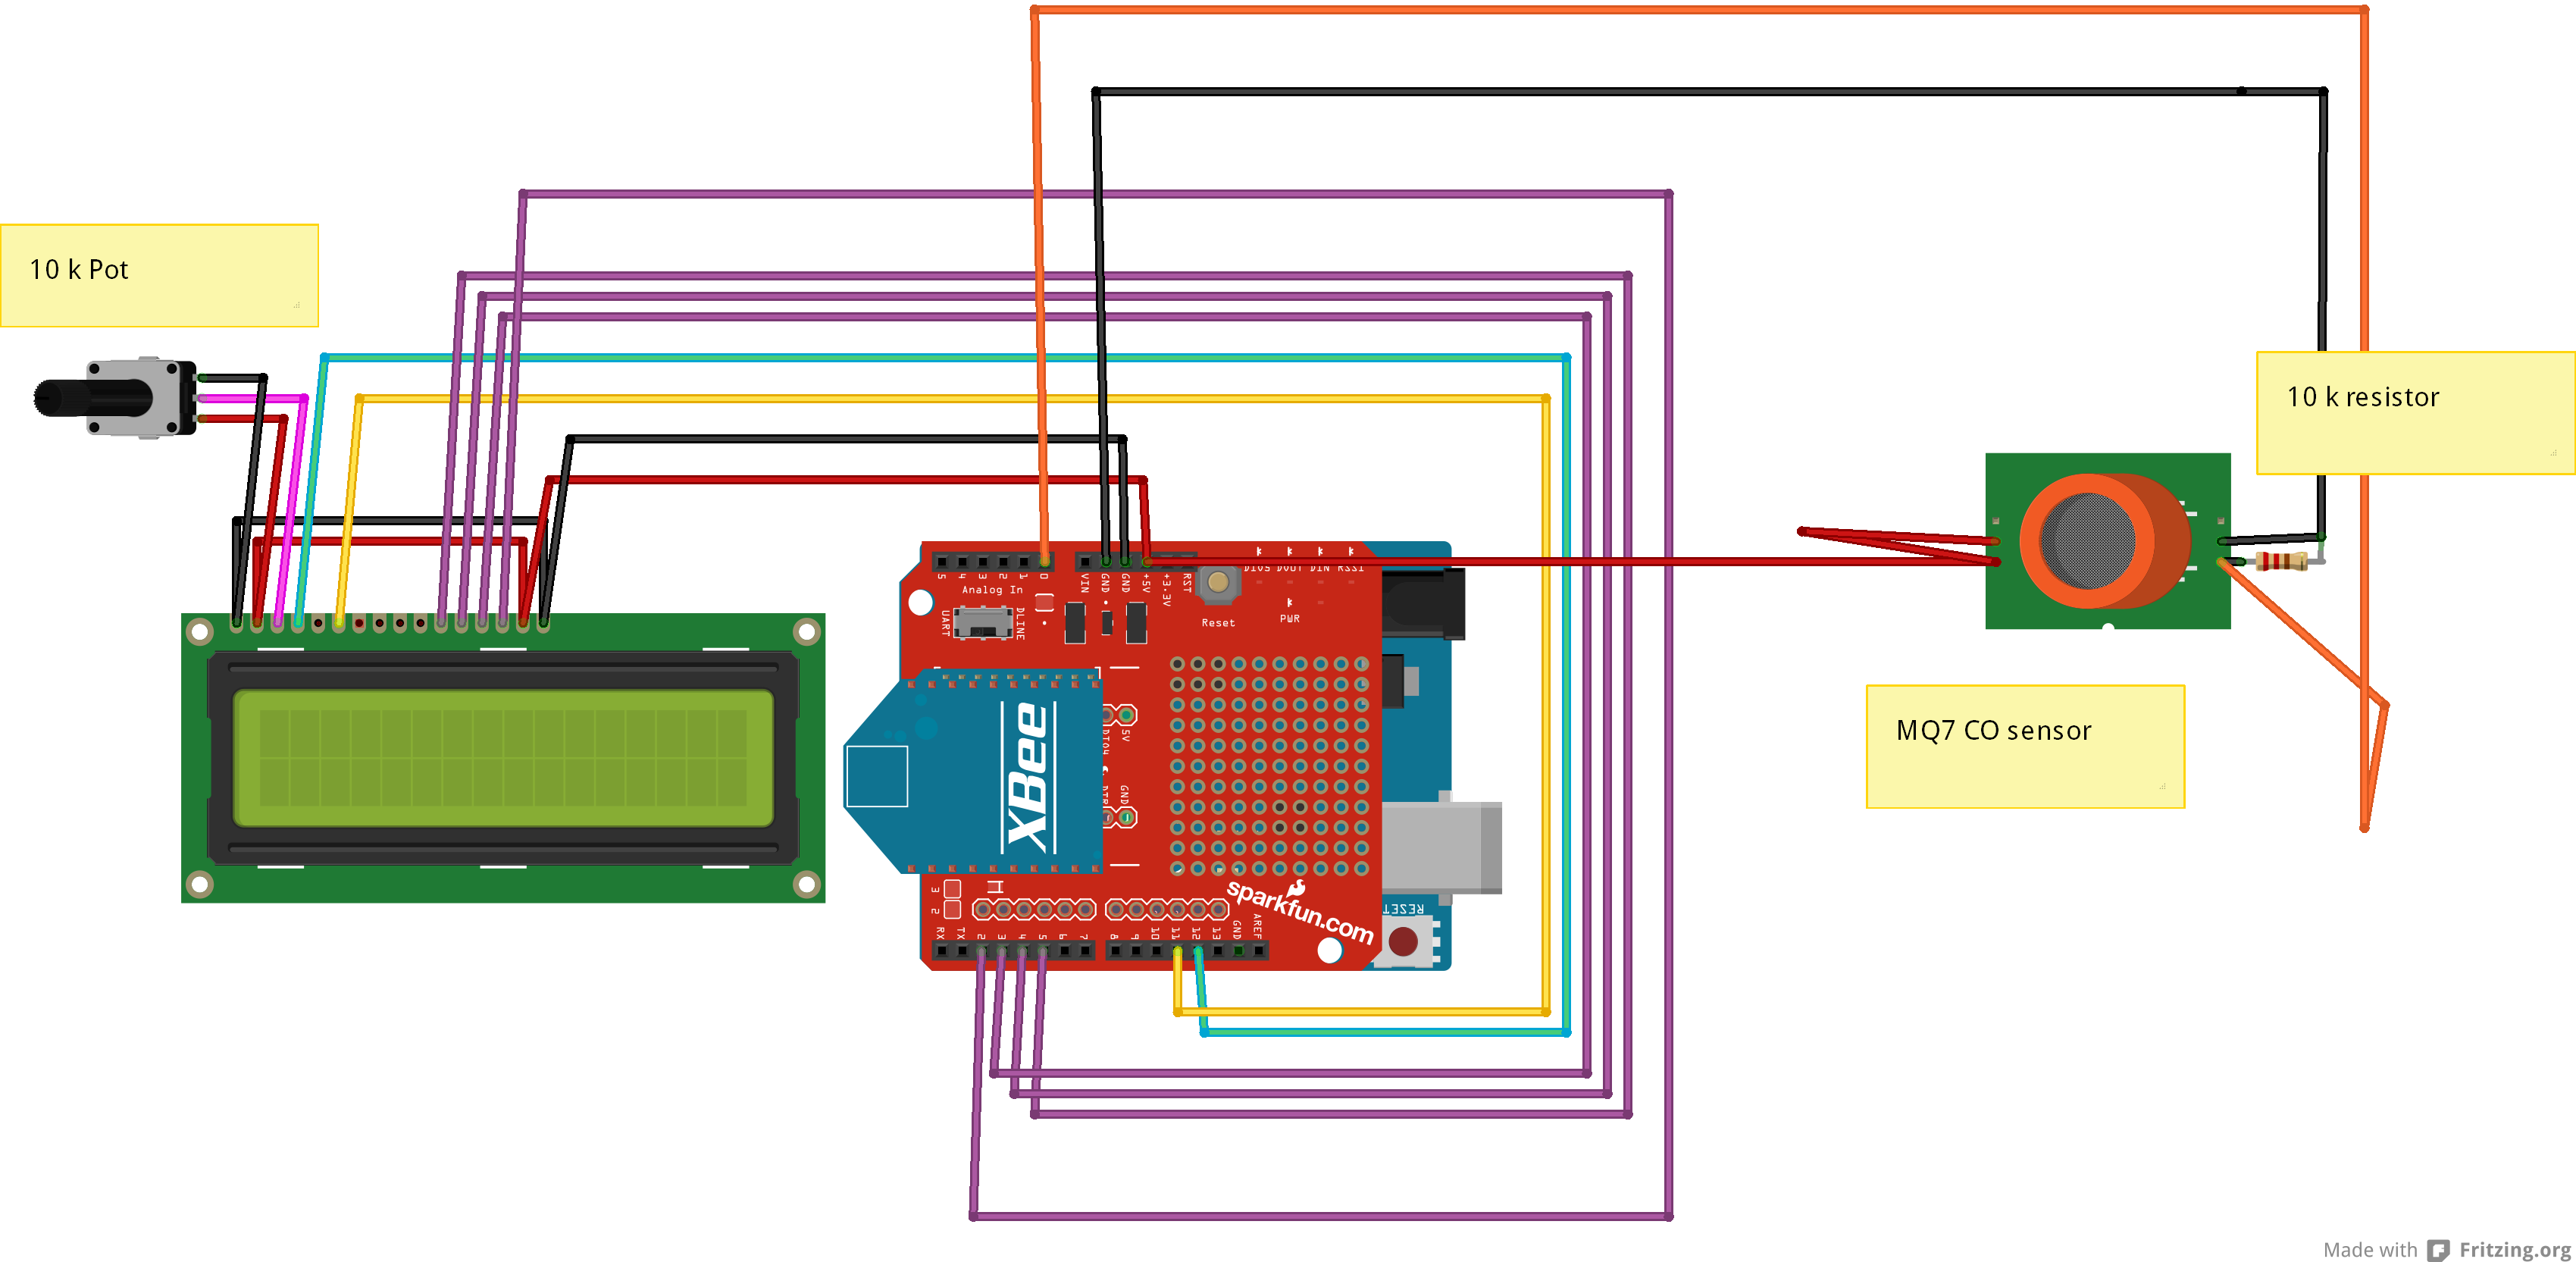 10 k Pot
10 k resistor
MQ7 CO sensor
5 4 3 2 1 0
Analog In
VIN GND GND +5V +3.3V RST
DIO5 DOUT DIN RSSI
PWR
Reset
UART
DLINE
XBee
5V
GND
3
2
sparkfun.com
RESET
RX TX 2 3 4 5 6 7 8 9 10 11 12 13 GND AREF
Made with Fritzing.org